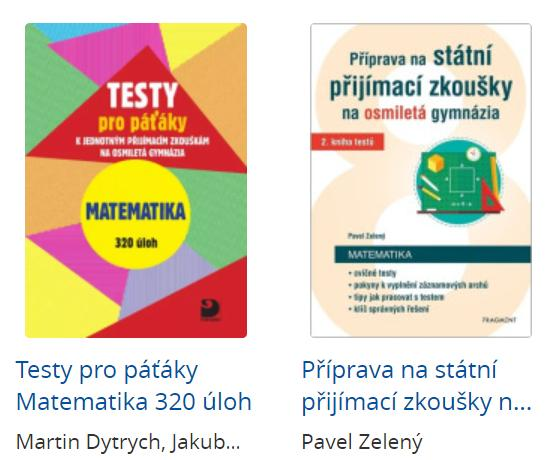 TESTY
pro páťáky
K JEDNOTNÝM PŘIJÍMACÍM ZKOUŠKÁM
NA OSMILETÁ GYMNÁZIA
MATEMATIKA
320 úloh
Příprava na státní
přijímací zkoušky
na osmiletá gymnázia
2. kniha testů
Pavel Zelený
MATEMATIKA
• cvičné testy
• pokyny k vyplnění záznamových archů
• tipy jak pracovat s testem
• klíč správných řešení
FRAGMENT
Testy pro páťáky
Matematika 320 úloh
Martin Dytrych, Jakub...
Příprava na státní
přijímací zkoušky n...
Pavel Zelený